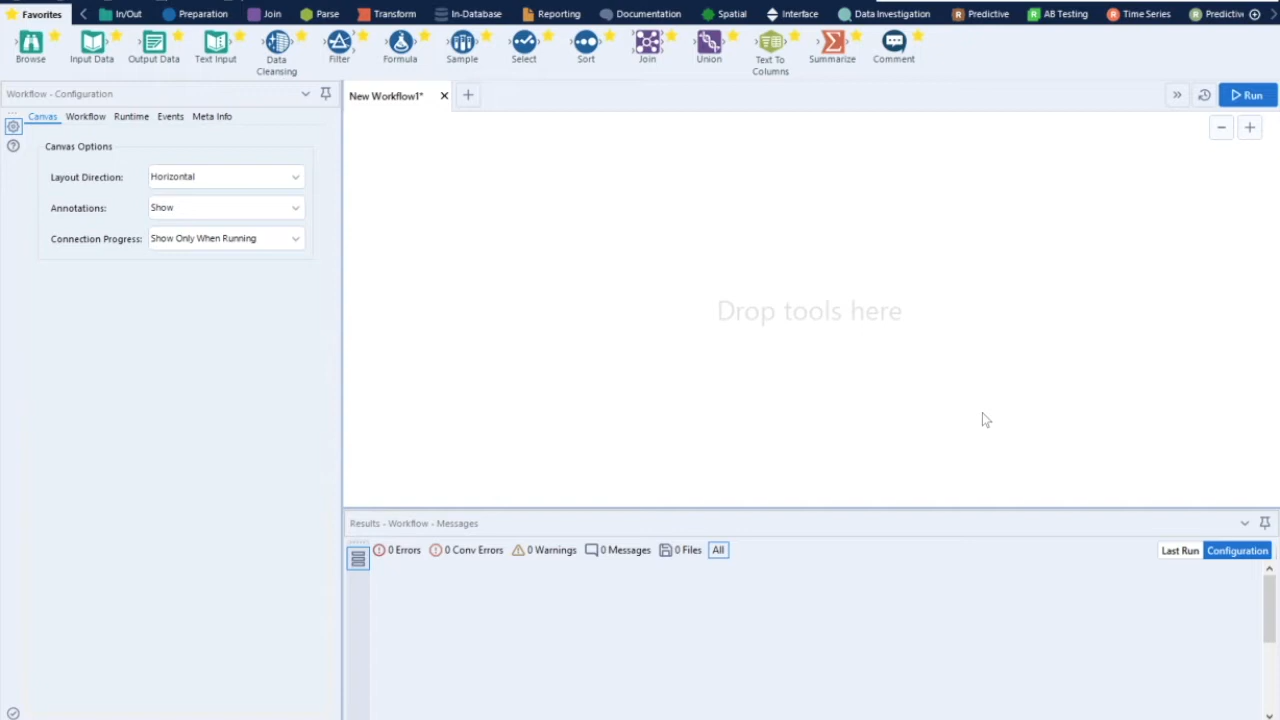 Favorites In/Out Preparation Join Parse Transform In-Database Reporting Documentation Spatial Interface Data Investigation Predictive AB Testing Time Series Predictive
Browse Input Data Output Data Text Input Data Cleansing Filter Formula Sample Select Sort Join Union Text To Columns Summarize Comment
Workflow - Configuration
New Workflow1*
Run
Canvas Workflow Runtime Events Meta Info
Canvas Options
Layout Direction: Horizontal
Annotations: Show
Connection Progress: Show Only When Running
Drop tools here
Results - Workflow - Messages
0 Errors 0 Conv Errors 0 Warnings 0 Messages 0 Files All
Last Run Configuration